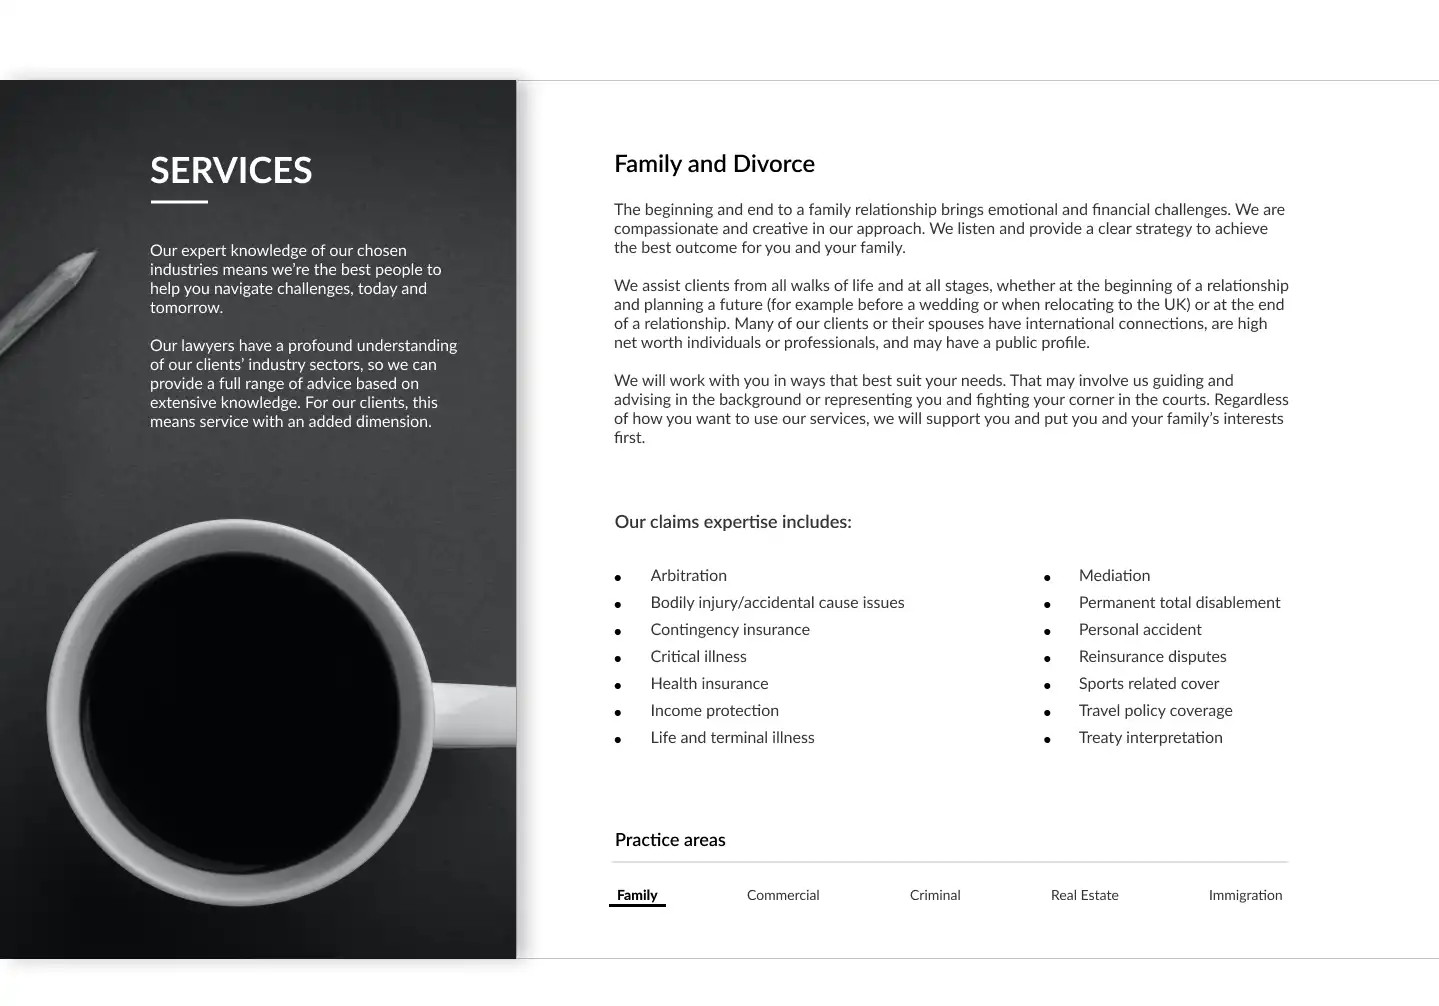 SERVICES
Our expert knowledge of our chosen
industries means we're the best people to
help you navigate challenges, today and
tomorrow.
Our lawyers have a profound understanding
of our clients' industry sectors, so we can
provide a full range of advice based on
extensive knowledge. For our clients, this
means service with an added dimension.
Family and Divorce
The beginning and end to a family relationship brings emotional and financial challenges. We are
compassionate and creative in our approach. We listen and provide a clear strategy to achieve
the best outcome for you and your family.
We assist clients from all walks of life and at all stages, whether at the beginning of a relationship
and planning a future (for example before a wedding or when relocating to the UK) or at the end
of a relationship. Many of our clients or their spouses have international connections, are high
net worth individuals or professionals, and may have a public profile.
We will work with you in ways that best suit your needs. That may involve us guiding and
advising in the background or representing you and fighting your corner in the courts. Regardless
of how you want to use our services, we will support you and put you and your family's interests
first.
Our claims expertise includes:
• Arbitration
• Bodily injury/accidental cause issues
• Contingency insurance
• Critical illness
• Health insurance
• Income protection
• Life and terminal illness
• Mediation
• Permanent total disablement
• Personal accident
• Reinsurance disputes
• Sports related cover
• Travel policy coverage
• Treaty interpretation
Practice areas
Family Commercial Criminal Real Estate Immigration